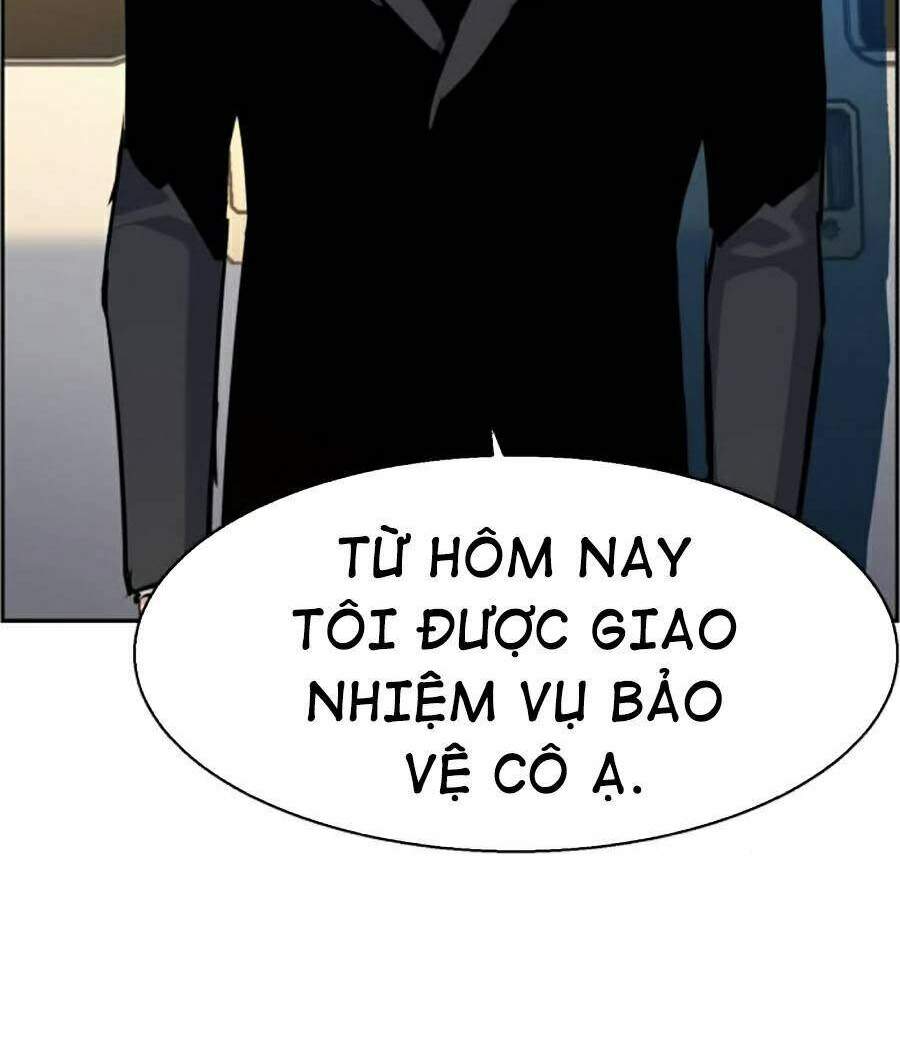 TỪ HÔM NAY
TÔI ĐƯỢC GIAO
NHIỆM VỤ BẢO
VỆ CÔ Ạ.